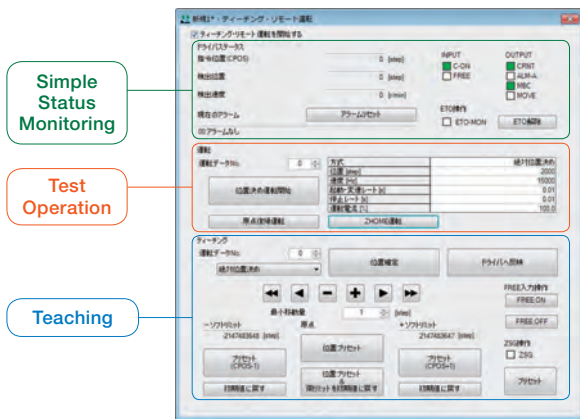 新規1*・ティーチング・リモート運転
ティーチング・リモート運転を開始する
Simple
Status
Monitoring
ドライバステータス
指令位置(CPOS) 0 [step]
検出位置 0 [step]
検出速度 0 [r/min]
現在のアラーム アラームリセット
00:アラームなし
INPUT
C-ON
FREE
OUTPUT
CRNT
ALM-A
MBC
MOVE
ETO操作
ETO-MON ETO解除
Test
Operation
運転
運転データNo. 0
位置決め運転開始
原点復帰運転 ZHOME運転
方式 絶対位置決め
位置 [step] 2000
速度 [Hz] 15000
起動・変速レート [s] 0.01
停止レート [s] 0.01
運転電流 [%] 100.0
Teaching
ティーチング
運転データNo. 0
絶対位置決め
位置確定 ドライバへ反映
最小移動量 1 [step]
-ソフトリミット 原点 +ソフトリミット
-2147483648 [step] 2147483647 [step]
プリセット
(CPOS-1)
初期値に戻す
位置プリセット
位置プリセット
&
ソフトリミットを初期値に戻す
プリセット
(CPOS+1)
初期値に戻す
FREE入力操作
FREE:ON
FREE:OFF
ZSG操作
ZSG
プリセット